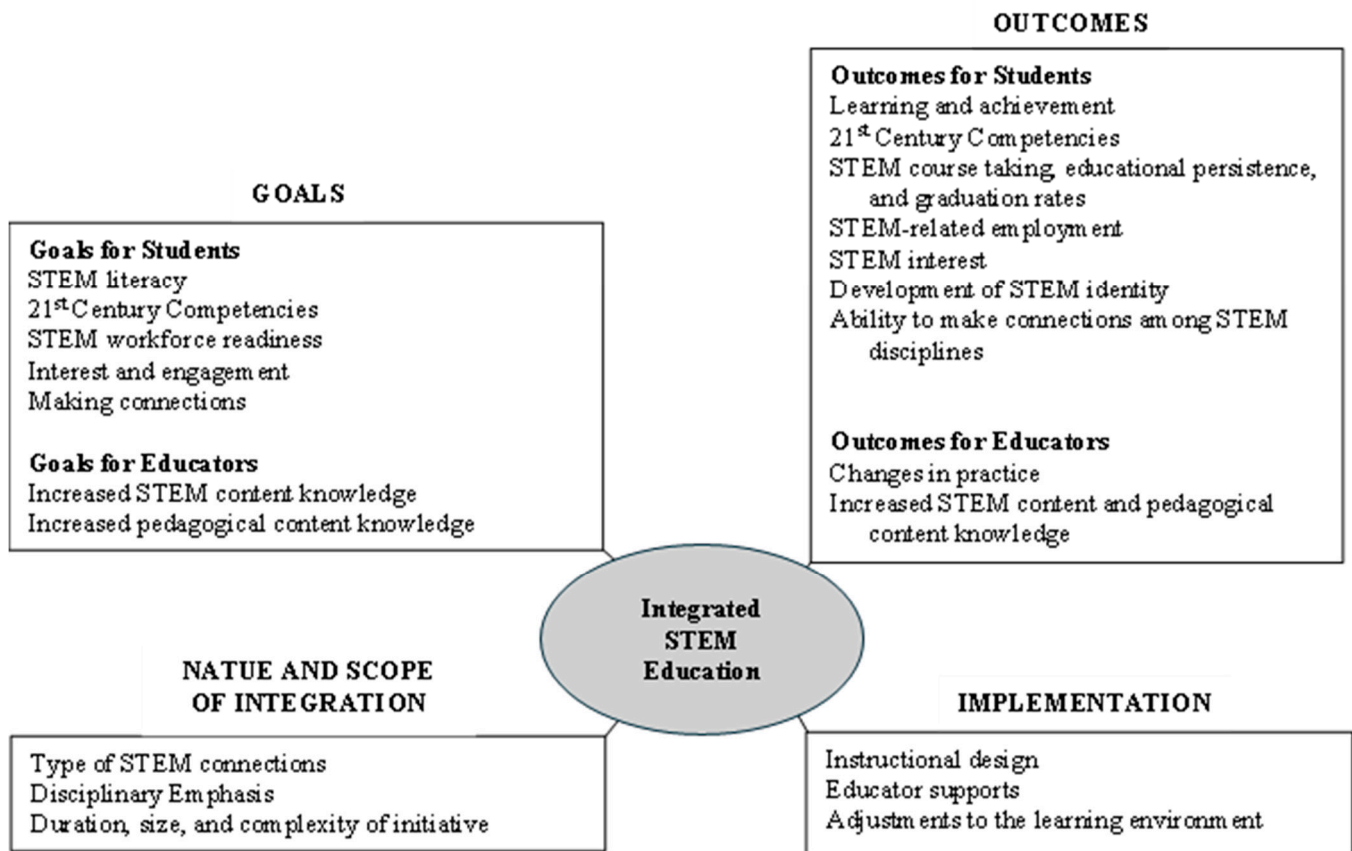 GOALS
Goals for Students
STEM literacy
21st Century Competencies
STEM workforce readiness
Interest and engagement
Making connections
Goals for Educators
Increased STEM content knowledge
Increased pedagogical content knowledge
OUTCOMES
Outcomes for Students
Learning and achievement
21st Century Competencies
STEM course taking, educational persistence,
and graduation rates
STEM-related employment
STEM interest
Development of STEM identity
Ability to make connections among STEM
disciplines
Outcomes for Educators
Changes in practice
Increased STEM content and pedagogical
content knowledge
Integrated
STEM
Education
NATUE AND SCOPE
OF INTEGRATION
Type of STEM connections
Disciplinary Emphasis
Duration, size, and complexity of initiative
IMPLEMENTATION
Instructional design
Educator supports
Adjustments to the learning environment